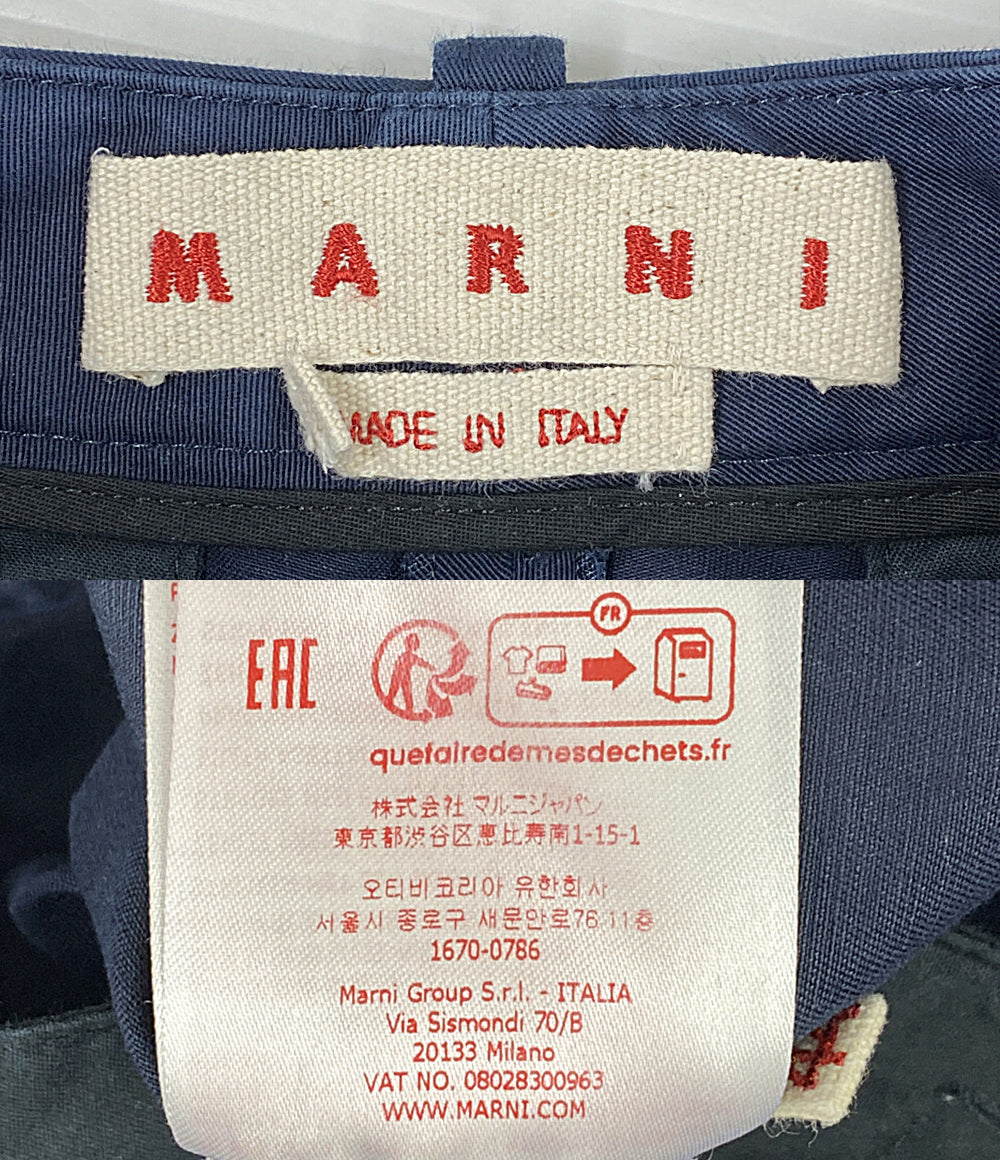 MARNI
MADE IN ITALY
EAC
FR
quefairedemesdechets.fr
株式会社 マルニジャパン
東京都渋谷区恵比寿南1-15-1
오티비코리아 유한회사
서울시 종로구 새문안로76 11층
1670-0786
Marni Group S.r.l. - ITALIA
Via Sismondi 70/B
20133 Milano
VAT NO. 08028300963
WWW.MARNI.COM